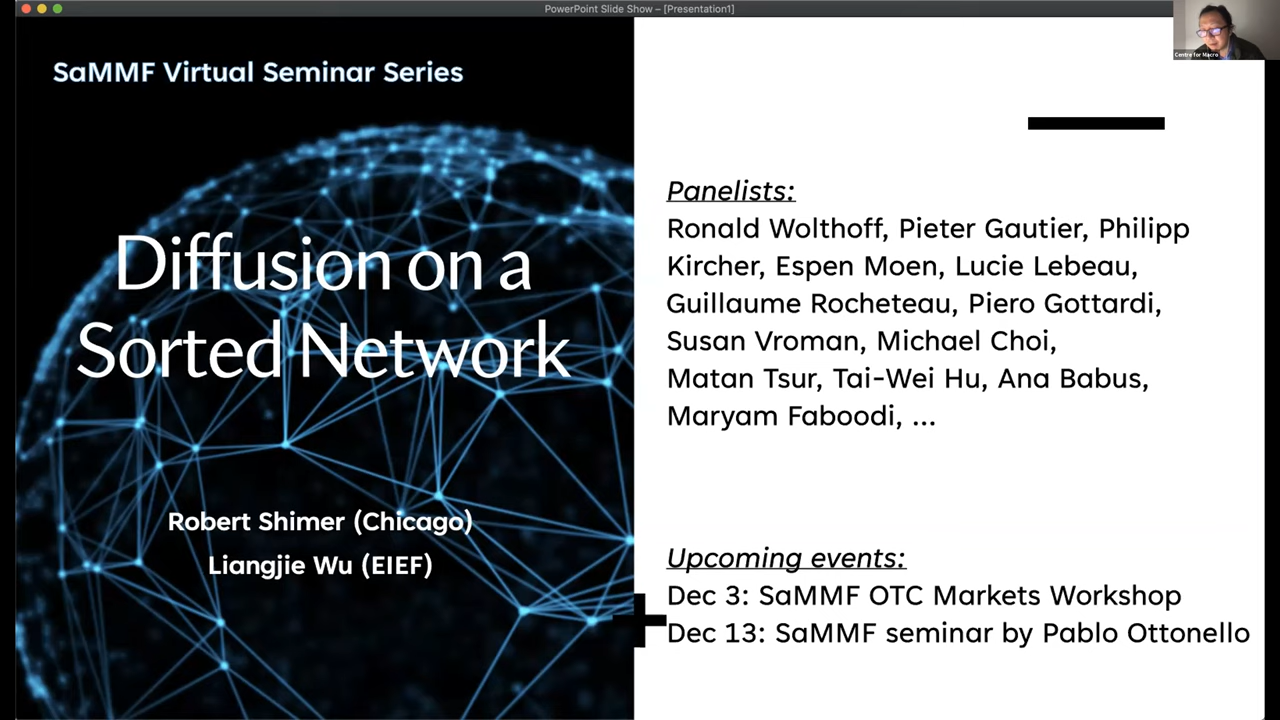 PowerPoint Slide Show – [Presentation1]
Centre for Macro
SaMMF Virtual Seminar Series
Diffusion on a
Sorted Network
Robert Shimer (Chicago)
Liangjie Wu (EIEF)
Panelists:
Ronald Wolthoff, Pieter Gautier, Philipp
Kircher, Espen Moen, Lucie Lebeau,
Guillaume Rocheteau, Piero Gottardi,
Susan Vroman, Michael Choi,
Matan Tsur, Tai-Wei Hu, Ana Babus,
Maryam Faboodi, ...
Upcoming events:
Dec 3: SaMMF OTC Markets Workshop
Dec 13: SaMMF seminar by Pablo Ottonello